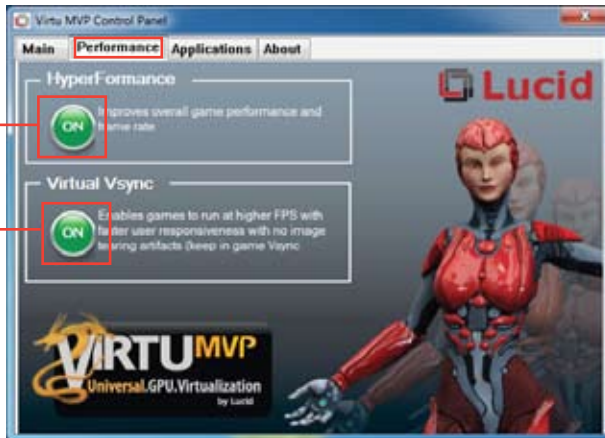 Virtu MVP Control Panel
Main Performance Applications About
HyperFormance
Lucid
ON
Improves overall game performance and
frame rate
Virtual Vsync
ON
Enables games to run at higher FPS with
faster user responsiveness with no image
tearing artifacts (keep in game Vsync
VIRTU MVP
Universal.GPU.Virtualization
by Lucid